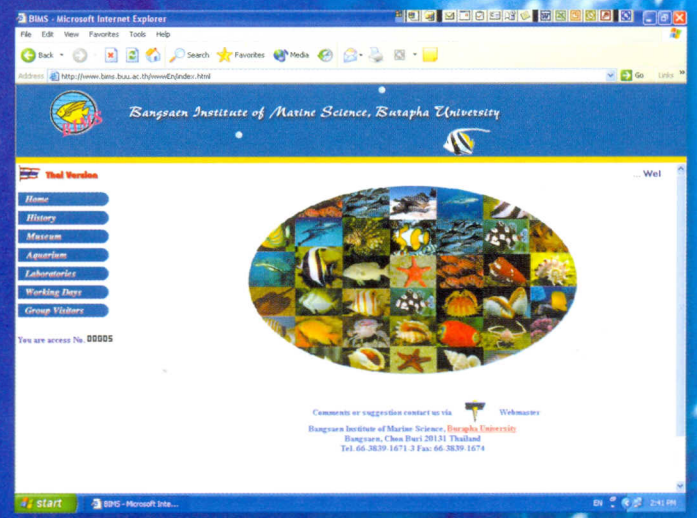 BIMS - Microsoft Internet Explorer
File Edit View Favorites Tools Help
Back Search Favorites Media
Address http://www.bims.buu.ac.th/wwwEn/index.html Go Links
BIMS
Bangsaen Institute of Marine Science, Burapha University
Thai Version
... Wel
Home
History
Museum
Aquarium
Laboratories
Working Days
Group Visitors
You are access No. 00005
Comments or suggestion contact us via Webmaster
Bangsaen Institute of Marine Science, Burapha University
Bangsaen, Chon Buri 20131 Thailand
Tel. 66-3839-1671-3 Fax: 66-3839-1674
start BIMS - Microsoft Inte... EN 2:41 PM